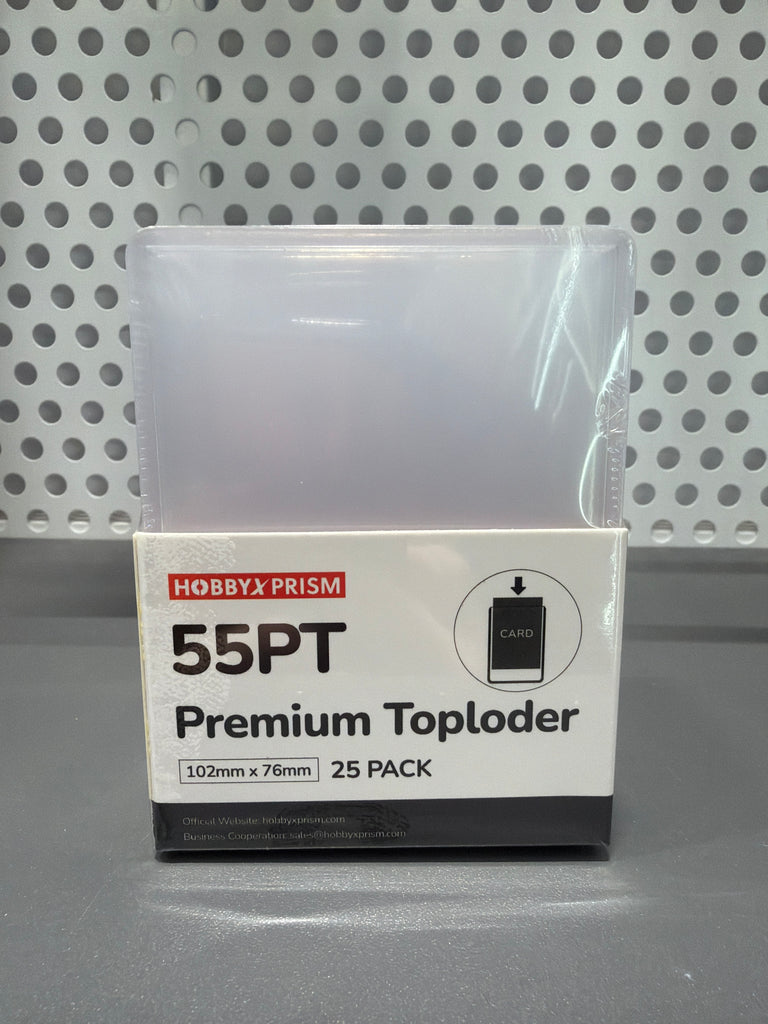 HOBBYXPRISM
55PT
CARD
Premium Toploder
102mm x 76mm 25 PACK
Official Website: hobbyxprism.com
Business Cooperation: sales@hobbyxprism.com